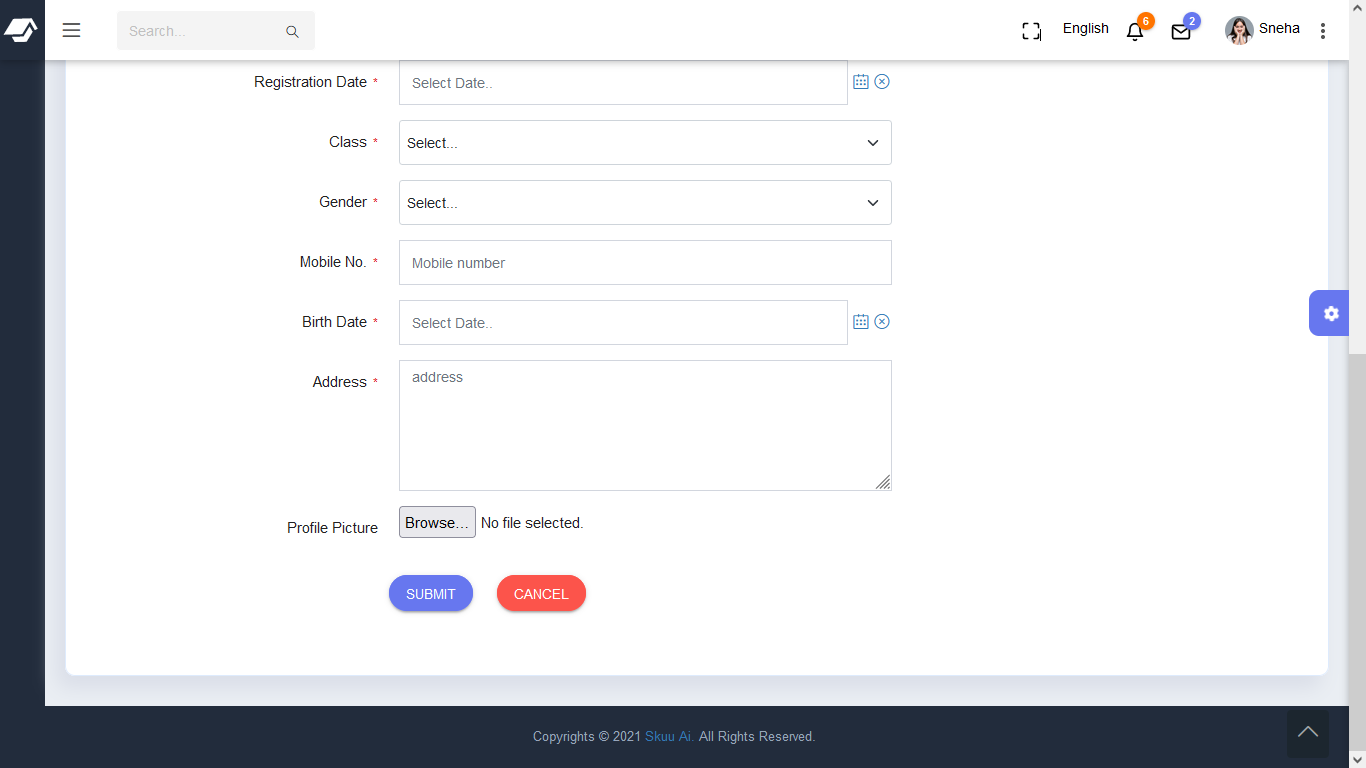 Search...
English
6
2
Sneha
Registration Date *
Select Date..
Class *
Select...
Gender *
Select...
Mobile No. *
Mobile number
Birth Date *
Select Date..
Address *
address
Profile Picture
Browse... No file selected.
SUBMIT
CANCEL
Copyrights © 2021 Skuu Ai. All Rights Reserved.